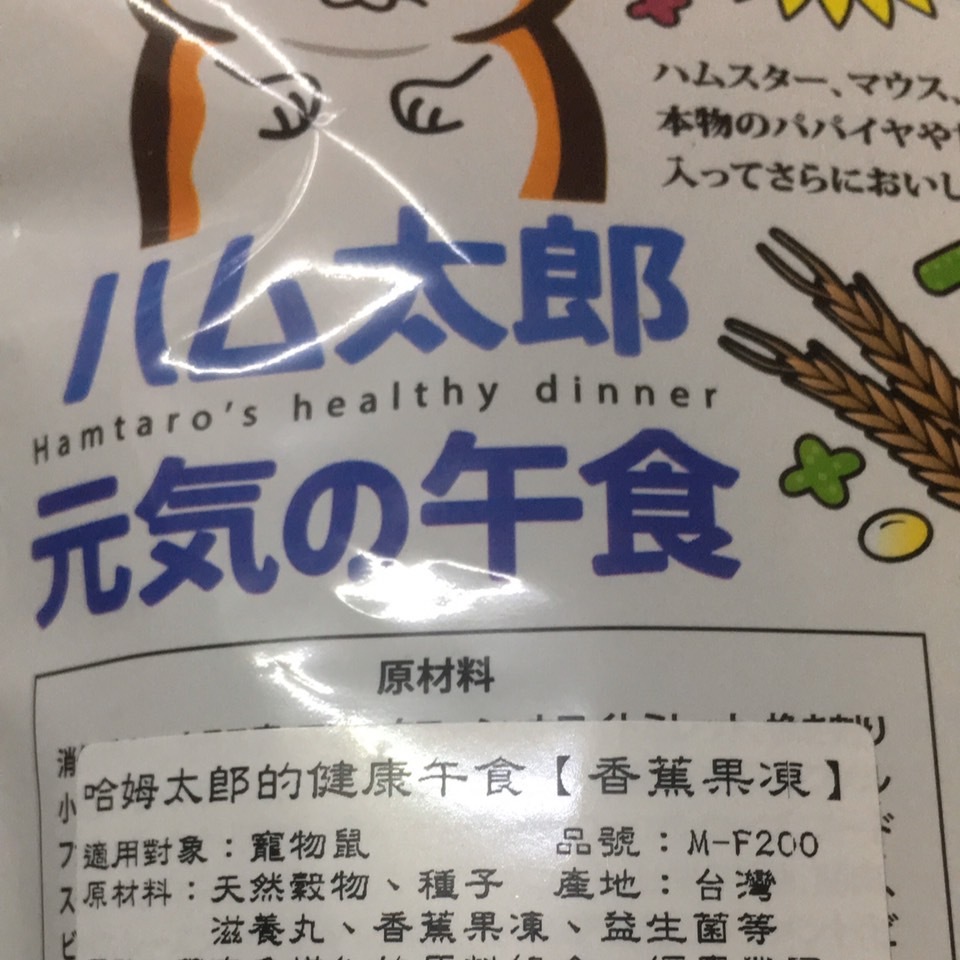 ハムスター、マウス、
本物のパパイヤや
入ってさらにおいし
ハム太郎
Hamtaro's healthy dinner
元気の午食
原材料
哈姆太郎的健康午食【香蕉果凍】
適用對象：寵物鼠 品號：M-F200
原材料：天然穀物、種子 產地：台灣
滋養丸、香蕉果凍、益生菌等